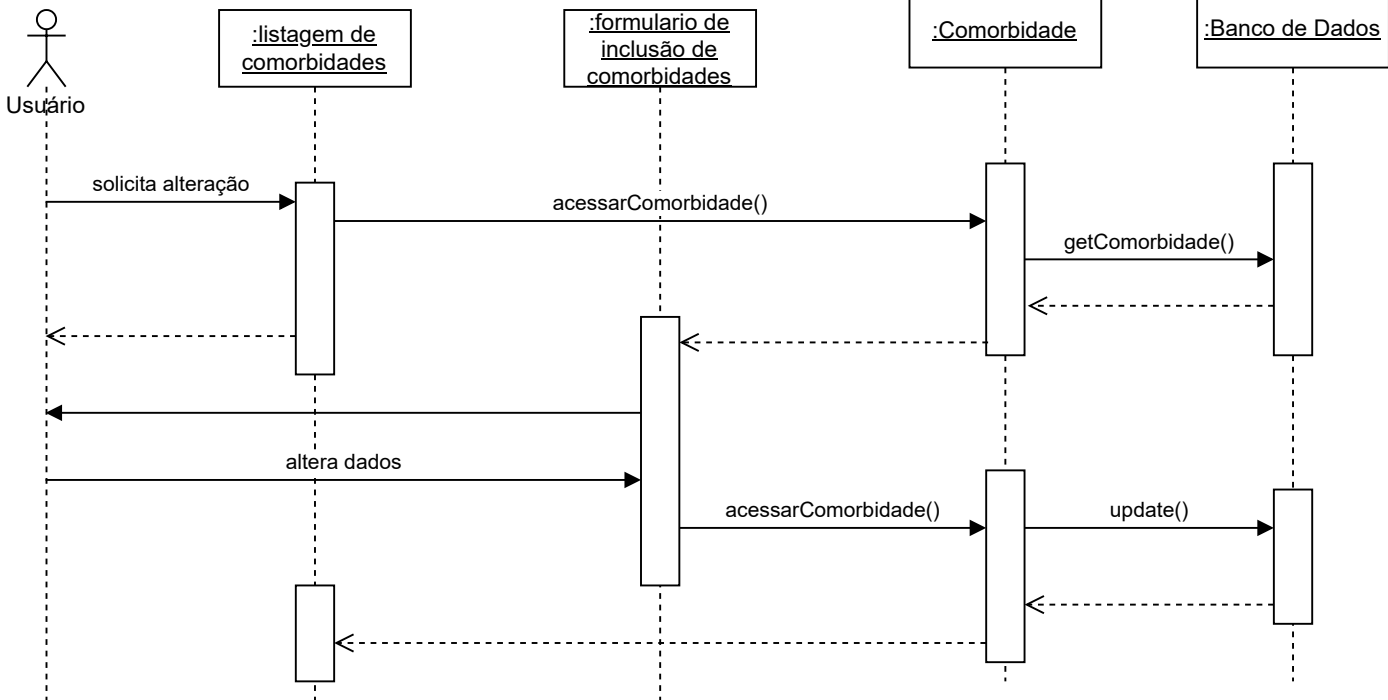 :listagem de
comorbidades
:formulario de
inclusão de
comorbidades
:Comorbidade
:Banco de Dados
Usuário
solicita alteração
acessarComorbidade()
getComorbidade()
altera dados
acessarComorbidade()
update()